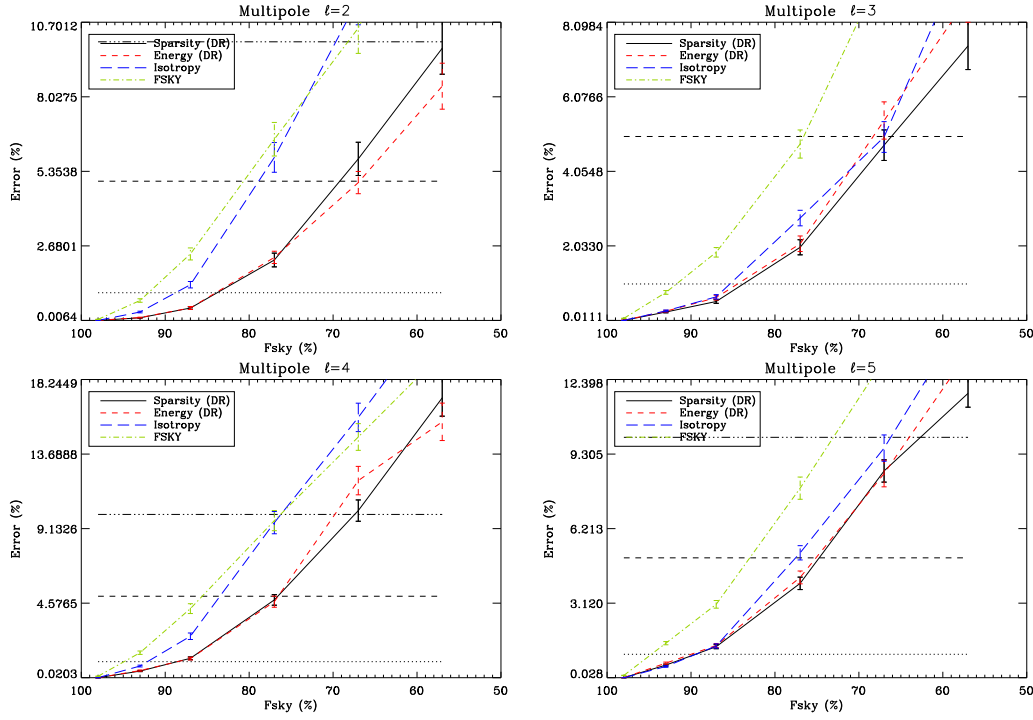 Multipole ℓ=2
10.7012
8.0275
5.3538
2.6801
0.0064
Error (%)
Sparsity (DR)
Energy (DR)
Isotropy
FSKY
100 90 80 70 60 50
Fsky (%)
Multipole ℓ=3
8.0984
6.0766
4.0548
2.0330
0.0111
Error (%)
Sparsity (DR)
Energy (DR)
Isotropy
FSKY
100 90 80 70 60 50
Fsky (%)
Multipole ℓ=4
18.2449
13.6888
9.1326
4.5765
0.0203
Error (%)
Sparsity (DR)
Energy (DR)
Isotropy
FSKY
100 90 80 70 60 50
Fsky (%)
Multipole ℓ=5
12.398
9.305
6.213
3.120
0.028
Error (%)
Sparsity (DR)
Energy (DR)
Isotropy
FSKY
100 90 80 70 60 50
Fsky (%)